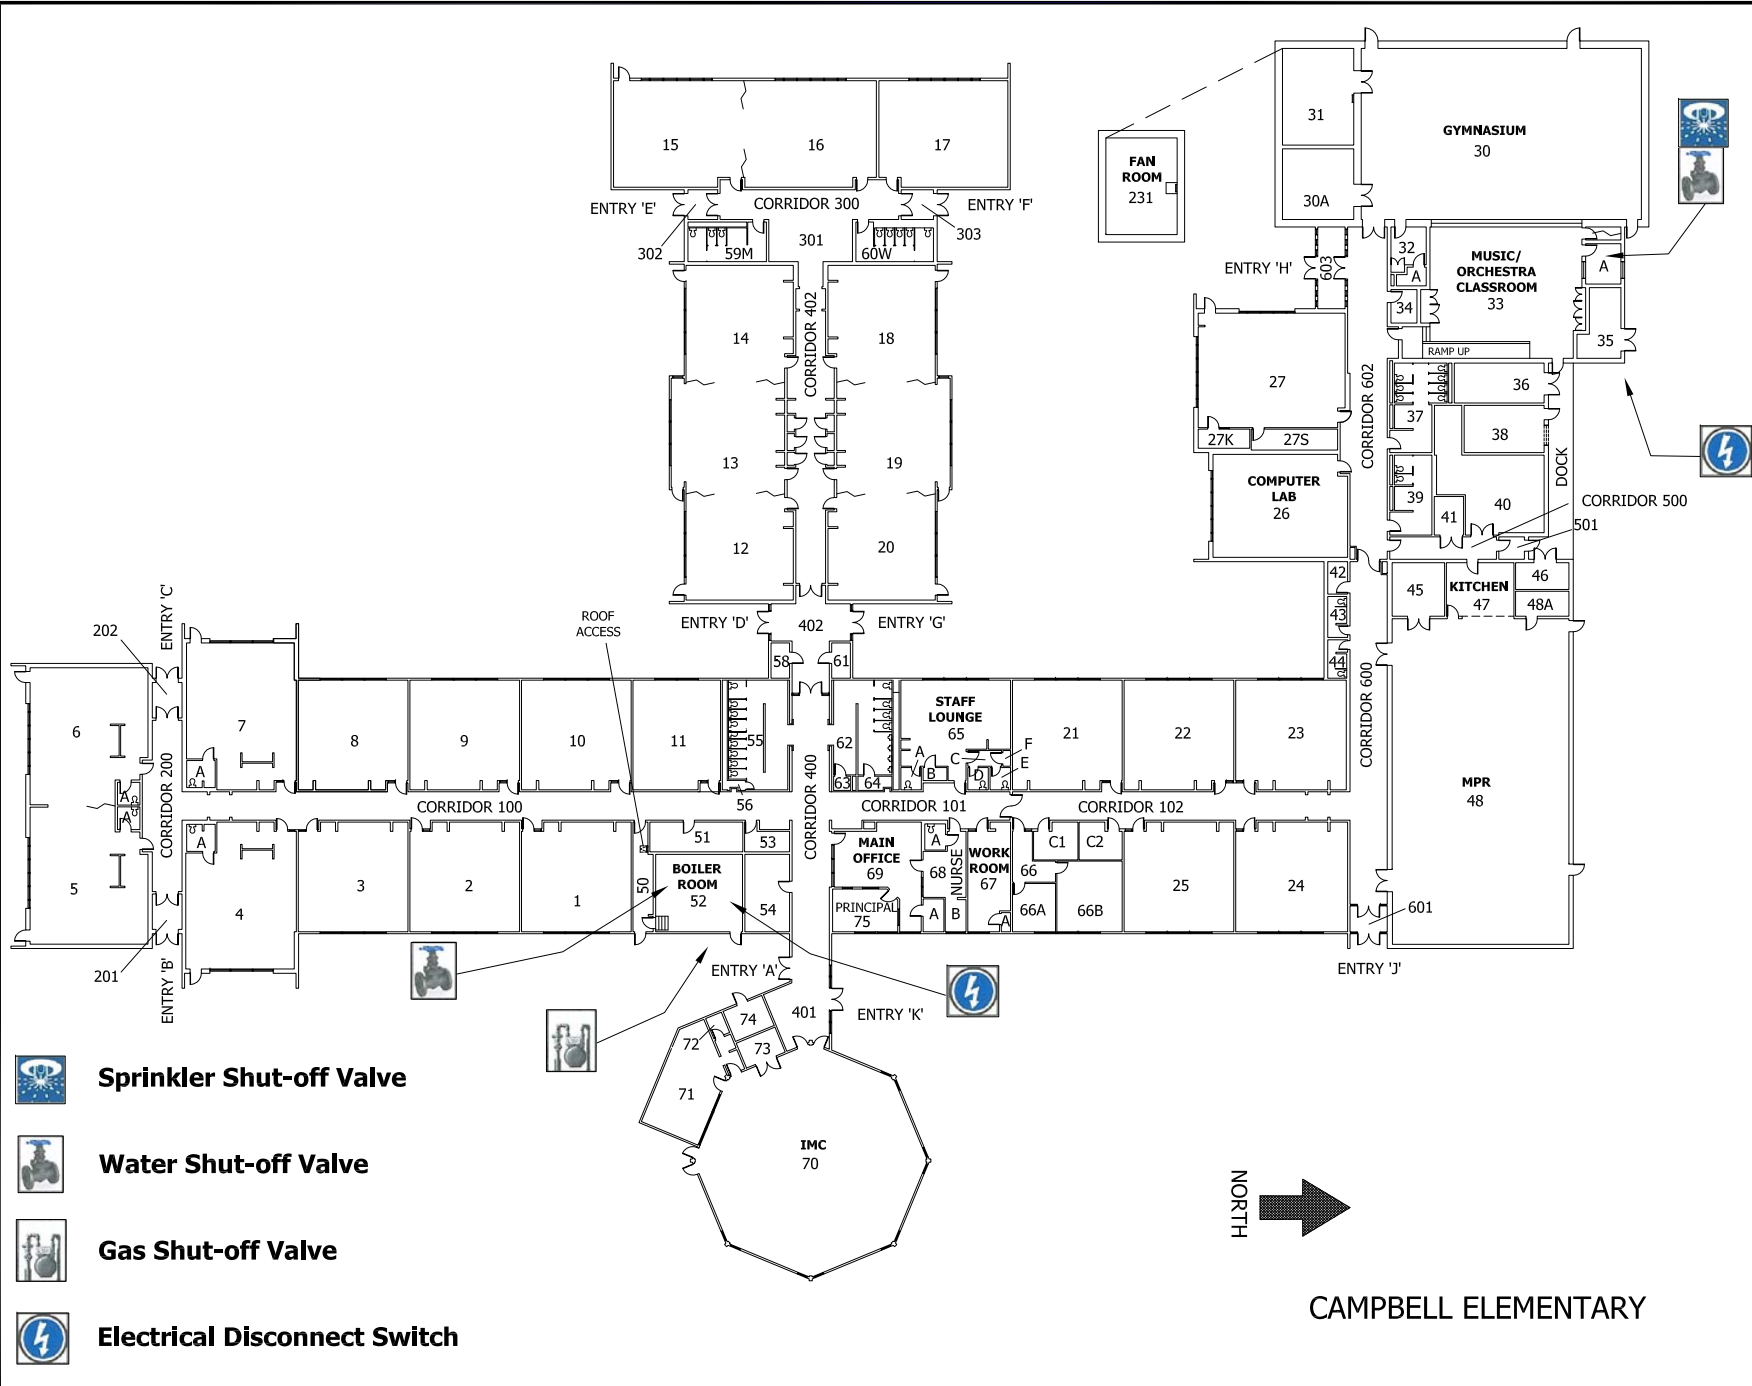 15
16
17
ENTRY 'E'
CORRIDOR 300
ENTRY 'F'
302
59M
301
60W
303
14
CORRIDOR 402
18
13
19
12
20
ENTRY 'D'
402
ENTRY 'G'
58
61
FAN
ROOM
231
31
30A
GYMNASIUM
30
ENTRY 'H'
603
32
A
34
MUSIC/
ORCHESTRA
CLASSROOM
33
A
35
RAMP UP
27
27K
27S
CORRIDOR 602
36
37
38
DOCK
COMPUTER
LAB
26
39
41
40
CORRIDOR 500
501
42
43
44
45
KITCHEN
47
46
48A
CORRIDOR 600
MPR
48
601
ENTRY 'J'
202
ENTRY 'C'
ROOF
ACCESS
6
7
A
8
9
10
11
55
62
63
64
STAFF
LOUNGE
65
A
B
C
D
F
E
21
22
23
A
A
CORRIDOR 200
CORRIDOR 100
56
CORRIDOR 400
CORRIDOR 101
CORRIDOR 102
5
A
4
3
2
1
50
51
53
BOILER
ROOM
52
54
MAIN
OFFICE
69
PRINCIPAL
75
A
68
NURSE
A
B
WORK
ROOM
67
A
66
C1
C2
66A
66B
25
24
201
ENTRY 'B'
ENTRY 'A'
401
ENTRY 'K'
74
72
73
71
IMC
70
Sprinkler Shut-off Valve
Water Shut-off Valve
Gas Shut-off Valve
Electrical Disconnect Switch
NORTH
CAMPBELL ELEMENTARY